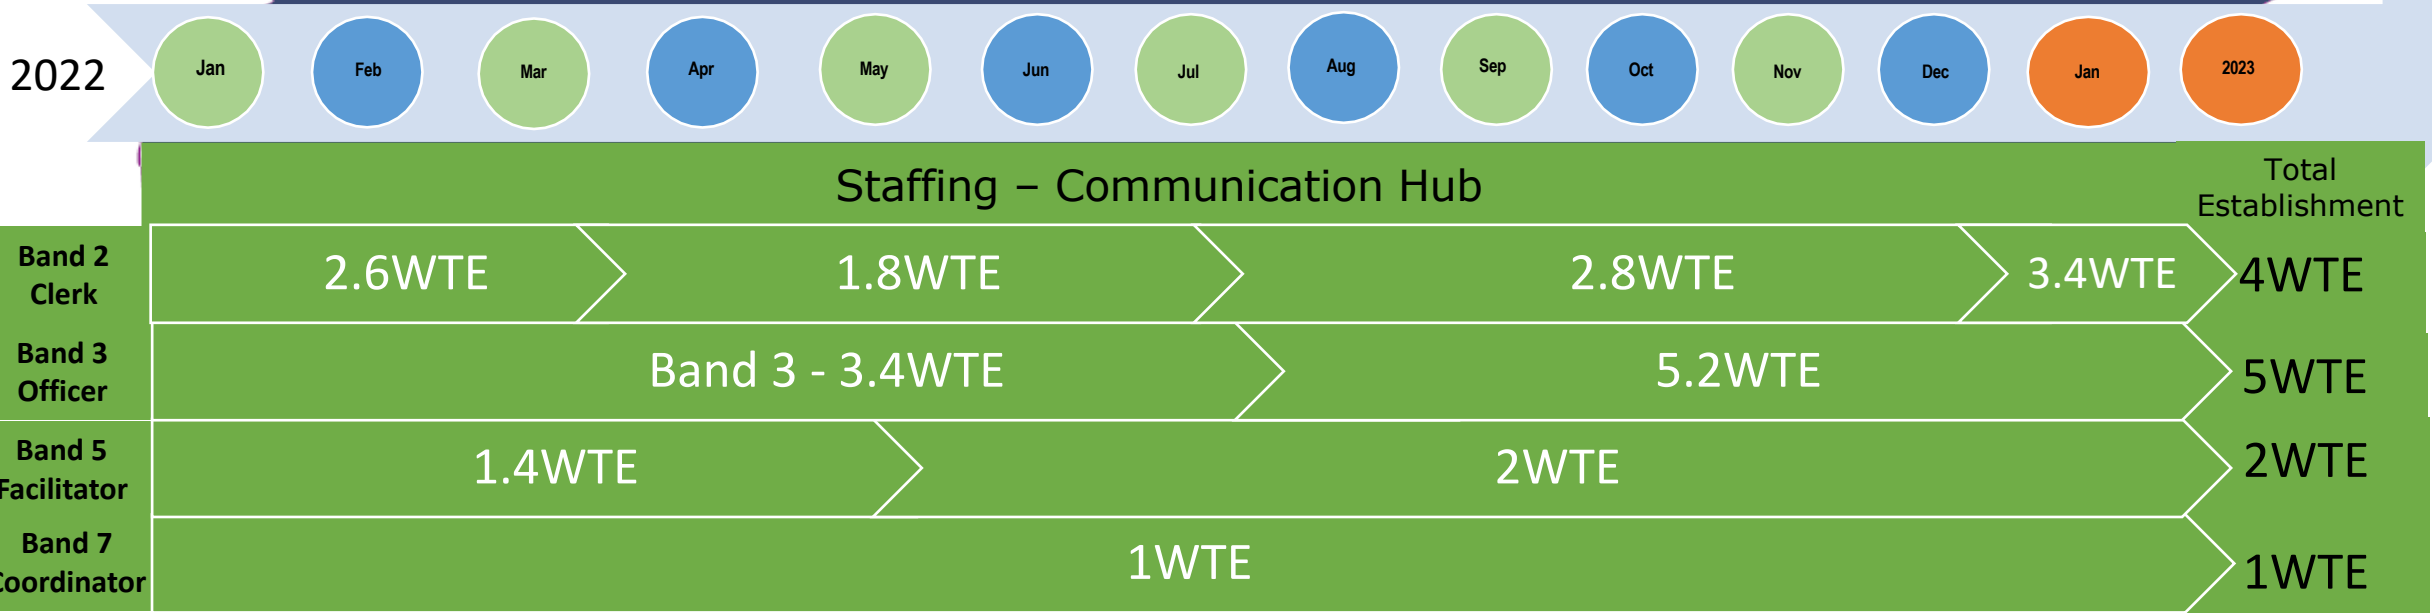 2022
Jan
Feb
Mar
Apr
May
Jun
Jul
Aug
Sep
Oct
Nov
Dec
Jan
2023
Staffing – Communication Hub
Total
Establishment
Band 2
Clerk
2.6WTE
1.8WTE
2.8WTE
3.4WTE
4WTE
Band 3
Officer
Band 3 - 3.4WTE
5.2WTE
5WTE
Band 5
Facilitator
1.4WTE
2WTE
2WTE
Band 7
Coordinator
1WTE
1WTE